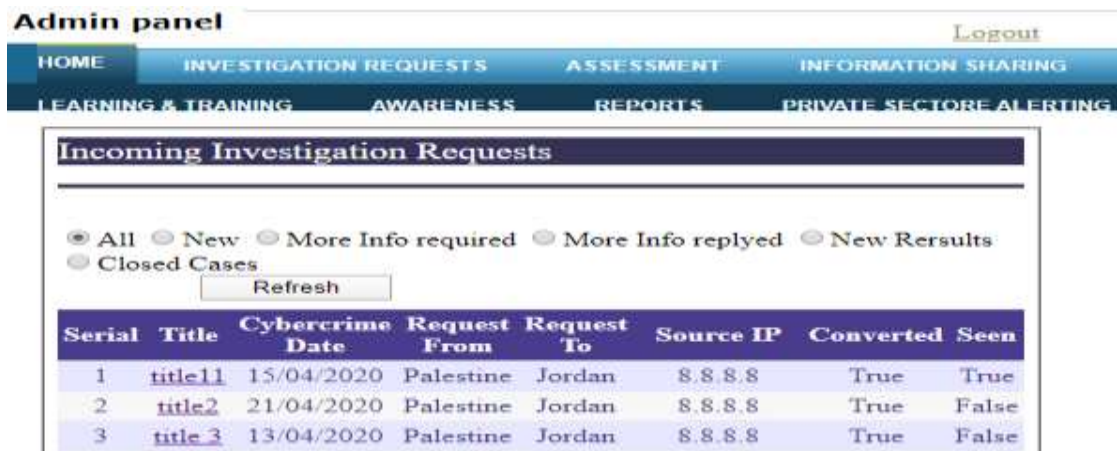 Admin panel
Logout
HOME INVESTIGATION REQUESTS ASSESSMENT INFORMATION SHARING
LEARNING & TRAINING AWARENESS REPORTS PRIVATE SECTORE ALERTING
Incoming Investigation Requests
All New More Info required More Info replyed New Rersults
Closed Cases
Refresh
Serial Title Cybercrime Date Request From Request To Source IP Converted Seen
1 title11 15/04/2020 Palestine Jordan 8.8.8.8 True True
2 title2 21/04/2020 Palestine Jordan 8.8.8.8 True False
3 title 3 13/04/2020 Palestine Jordan 8.8.8.8 True False